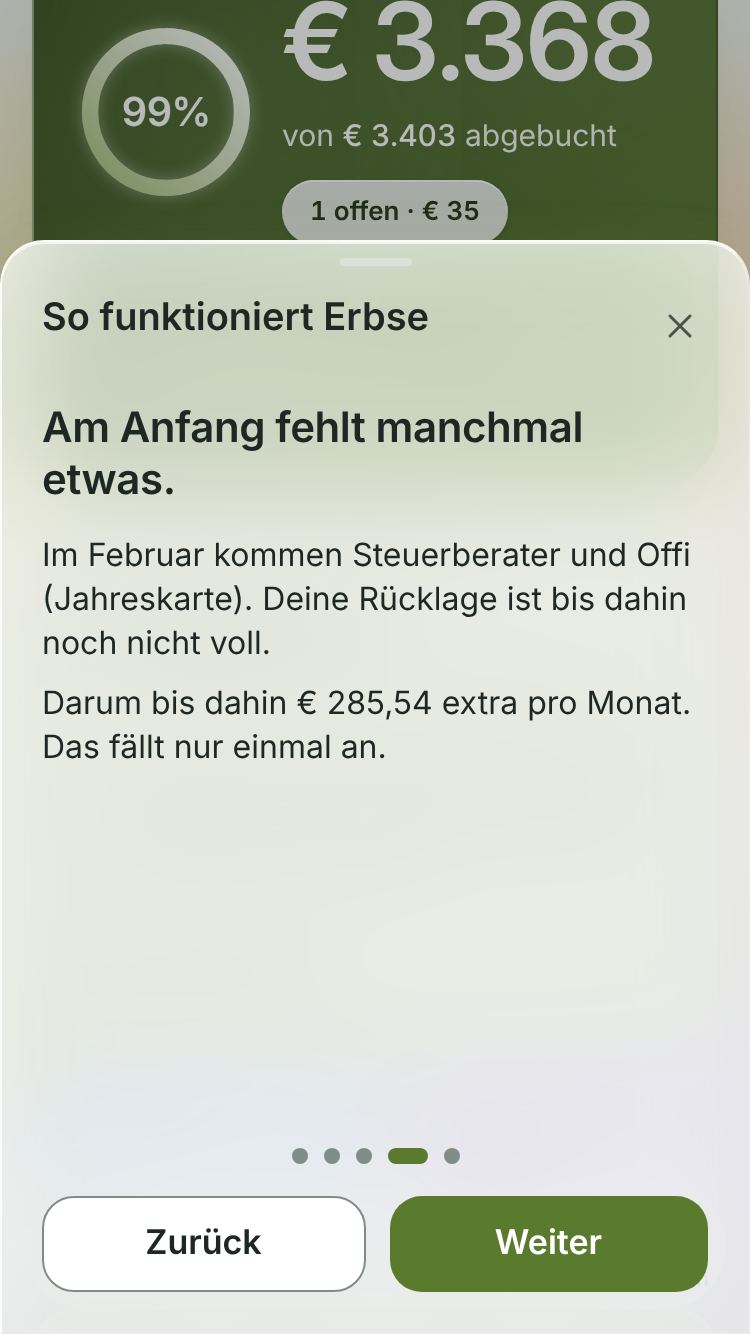 € 3.368
99%
von € 3.403 abgebucht
1 offen · € 35
So funktioniert Erbse
Am Anfang fehlt manchmal
etwas.
Im Februar kommen Steuerberater und Offi
(Jahreskarte). Deine Rücklage ist bis dahin
noch nicht voll.
Darum bis dahin € 285,54 extra pro Monat.
Das fällt nur einmal an.
Zurück
Weiter